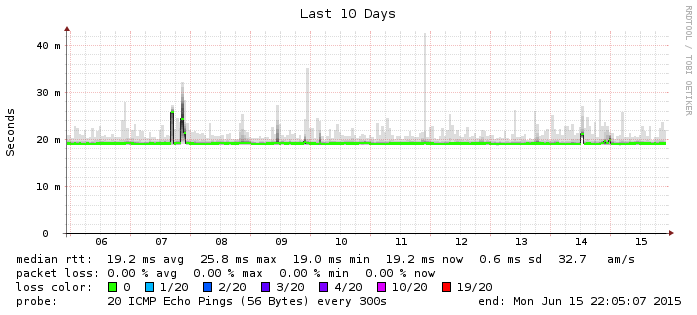 Last 10 Days
RRDTOOL / TOBI OETIKER
Seconds
40 m
30 m
20 m
10 m
0
06 07 08 09 10 11 12 13 14 15
median rtt: 19.2 ms avg 25.8 ms max 19.0 ms min 19.2 ms now 0.6 ms sd 32.7 am/s
packet loss: 0.00 % avg 0.00 % max 0.00 % min 0.00 % now
loss color: 0 1/20 2/20 3/20 4/20 10/20 19/20
probe: 20 ICMP Echo Pings (56 Bytes) every 300s end: Mon Jun 15 22:05:07 2015